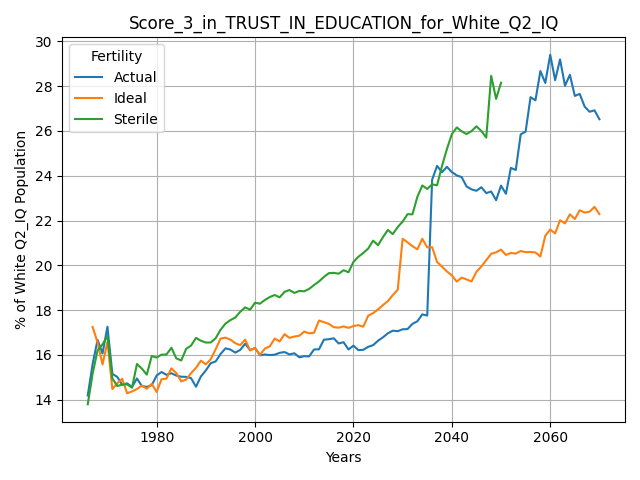 Score_3_in_TRUST_IN_EDUCATION_for_White_Q2_IQ
% of White Q2_IQ Population
30
28
26
24
22
20
18
16
14
Fertility
Actual
Ideal
Sterile
1980
2000
2020
2040
2060
Years